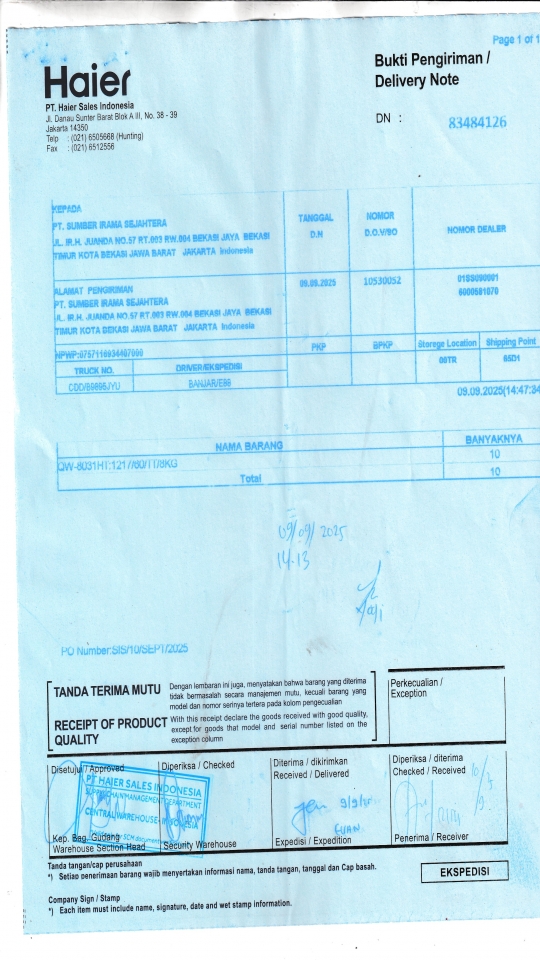 Page 1 of 1
Haier
Bukti Pengiriman /
Delivery Note
PT. Haier Sales Indonesia
Jl. Danau Sunter Barat Blok A III, No. 38 - 39
Jakarta 14350
Telp : (021) 6505668 (Hunting)
Fax : (021) 6512556
DN : 83484126
KEPADA
PT. SUMBER IRAMA SEJAHTERA
JL. IR.H. JUANDA NO.57 RT.003 RW.004 BEKASI JAYA BEKASI
TIMUR KOTA BEKASI JAWA BARAT JAKARTA Indonesia
TANGGAL
D.N
NOMOR
D.O.V/SO
NOMOR DEALER
ALAMAT PENGIRIMAN
PT. SUMBER IRAMA SEJAHTERA
JL. IR.H. JUANDA NO.57 RT.003 RW.004 BEKASI JAYA BEKASI
TIMUR KOTA BEKASI JAWA BARAT JAKARTA Indonesia
09.09.2025
10530052
PKP
BPKP
Storege Location
Shipping Point
TRUCK NO.
DRIVER/EKSPEDISI
BANJAR/E99
09.09.2025(14:47:34
NAMA BARANG
BANYAKNYA
10
Total
10
09/09/2025
14-13
PO Number:SIS/10/SEPT/2025
TANDA TERIMA MUTU
Dengan lembaran ini juga, menyatakan bahwa barang yang diterima
tidak bermasalah secara manajemen mutu, kecuali barang yang
model dan nomor serinya tertera pada kolom pengecualian
RECEIPT OF PRODUCT
QUALITY
With this receipt declare the goods received with good quality,
except for goods that model and serial number listed on the
exception column
Perkecualian /
Exception
Disetujui / Approved
Diperiksa / Checked
Diterima / dikirimkan
Received / Delivered
Diperiksa / diterima
Checked / Received
PT HAIER SALES INDONESIA
SUPPLY CHAIN MANAGEMENT DEPARTMENT
CENTRAL WAREHOUSE - INDONESIA
Kep. Bag. Gudang
Warehouse Section Head
Security Warehouse
Expedisi / Expedition
Penerima / Receiver
Tanda tangan/cap perusahaan
*) Setiao penerimaan barang wajib menyertakan informasi nama, tanda tangan, tanggal dan Cap basah.
EKSPEDISI
Company Sign / Stamp
*) Each item must include name, signature, date and wet stamp information.